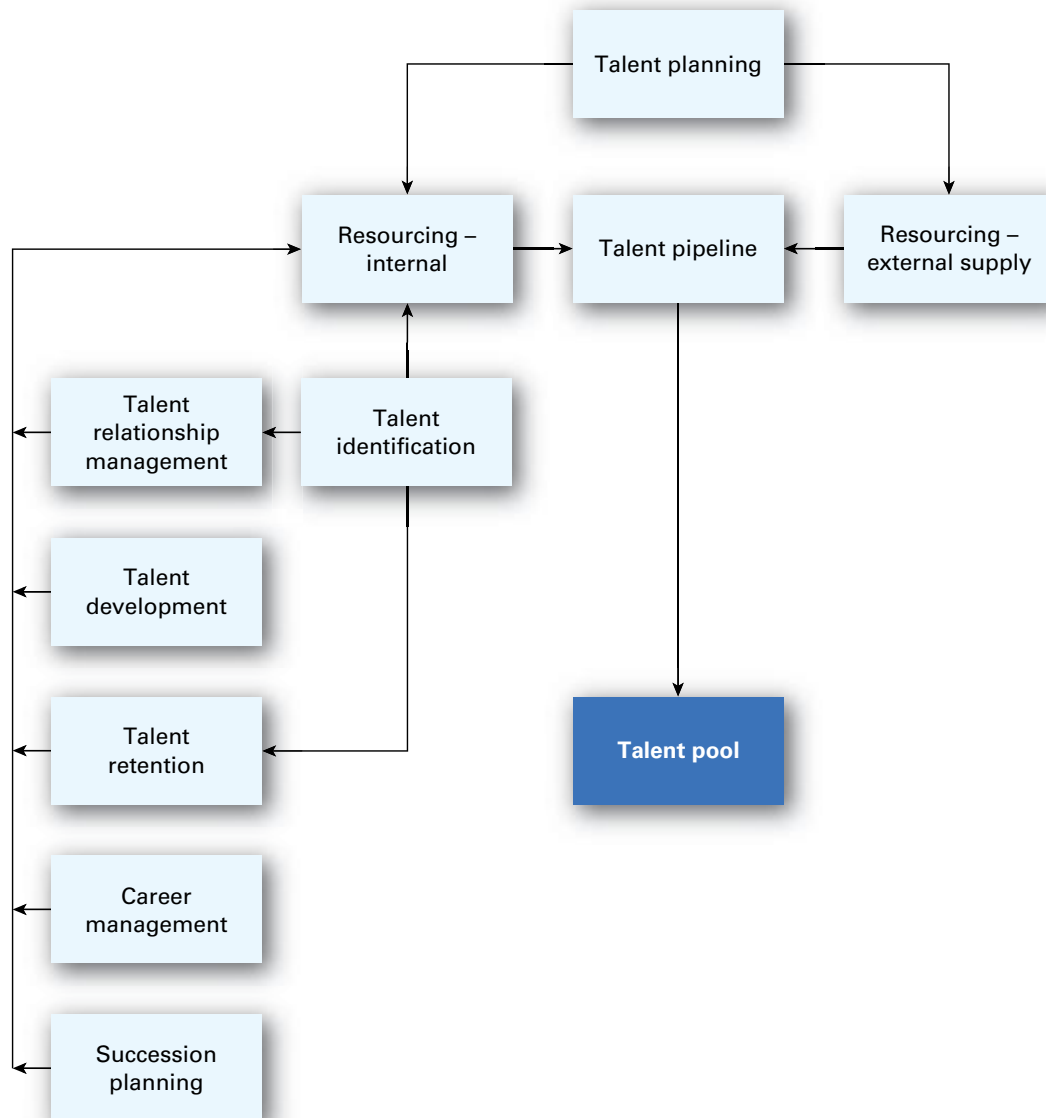 Talent planning
Resourcing –
internal
Talent pipeline
Resourcing –
external supply
Talent
relationship
management
Talent
identification
Talent
development
Talent
retention
Talent pool
Career
management
Succession
planning